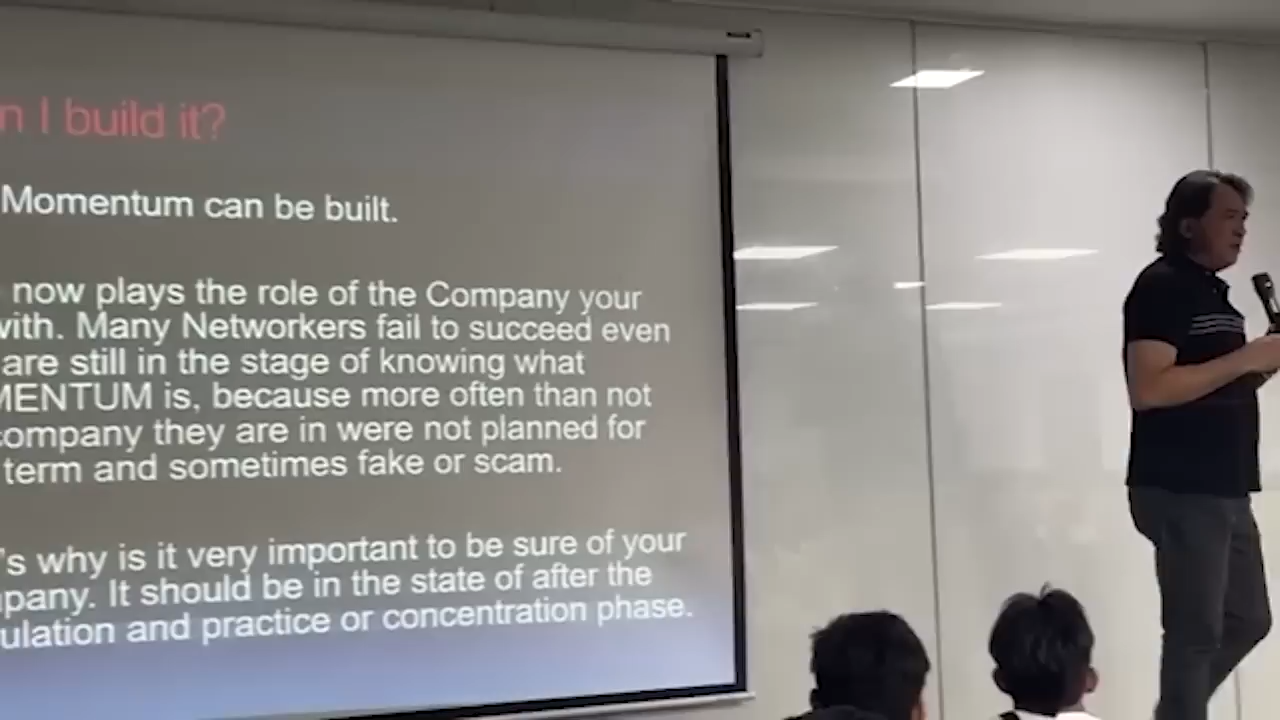 n I build it?
Momentum can be built.
now plays the role of the Company your
with. Many Networkers fail to succeed even
are still in the stage of knowing what
MENTUM is, because more often than not
company they are in were not planned for
term and sometimes fake or scam.
's why is it very important to be sure of your
pany. It should be in the state of after the
ulation and practice or concentration phase.